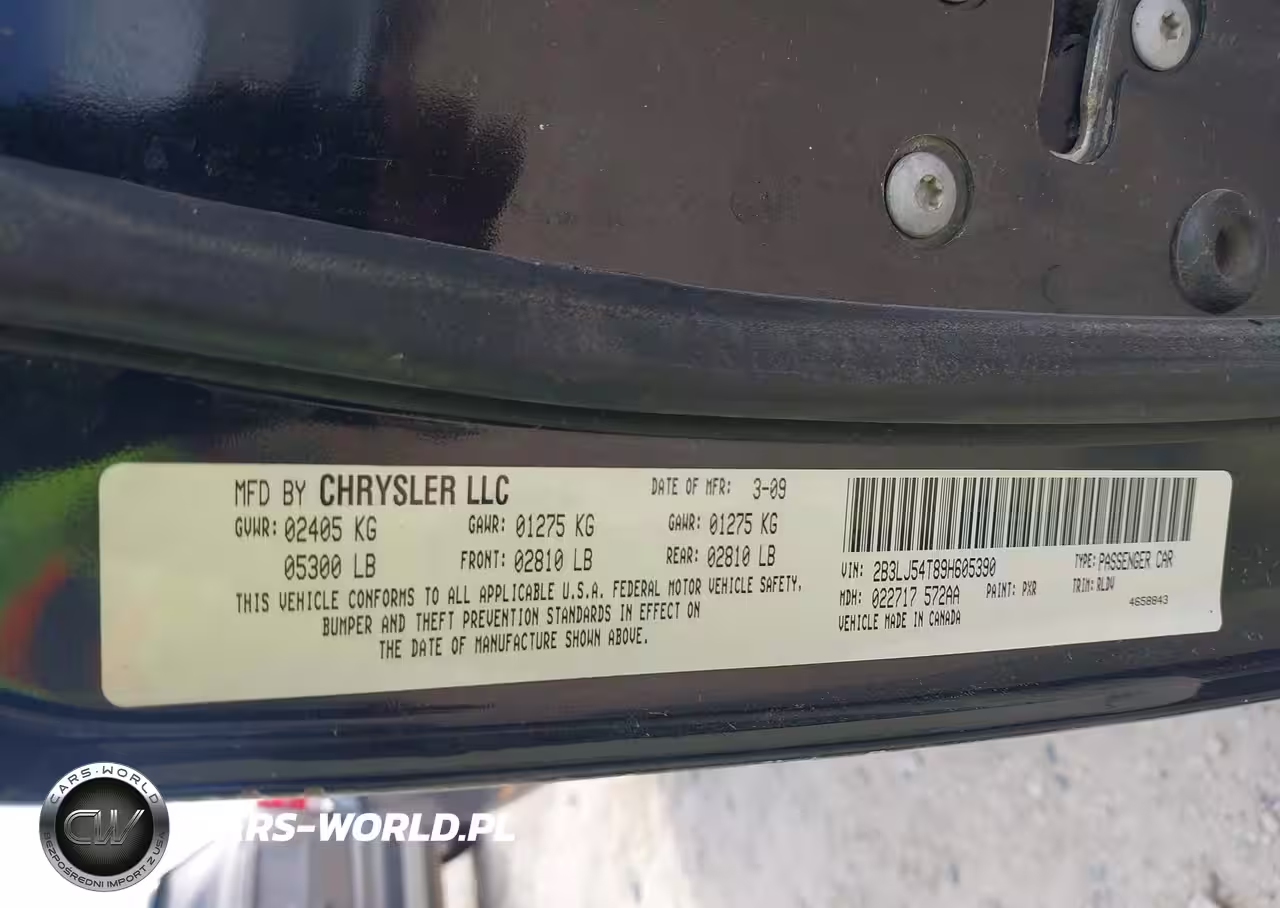 MFD BY CHRYSLER LLC
DATE OF MFR: 3-09
GVWR: 02405 KG
GAWR: 01275 KG
GAWR: 01275 KG
05300 LB
FRONT: 02810 LB
REAR: 02810 LB
THIS VEHICLE CONFORMS TO ALL APPLICABLE U.S.A. FEDERAL MOTOR VEHICLE SAFETY,
BUMPER AND THEFT PREVENTION STANDARDS IN EFFECT ON
THE DATE OF MANUFACTURE SHOWN ABOVE.
VIN: 2B3LJ54T89H605390
TYPE: PASSENGER CAR
MDH: 022717 572AA
PAINT: PXR
TRIM: RLDV
VEHICLE MADE IN CANADA
4658843
CARS-WORLD
CW
BEZPOŚREDNI IMPORT Z USA
CARS-WORLD.PL